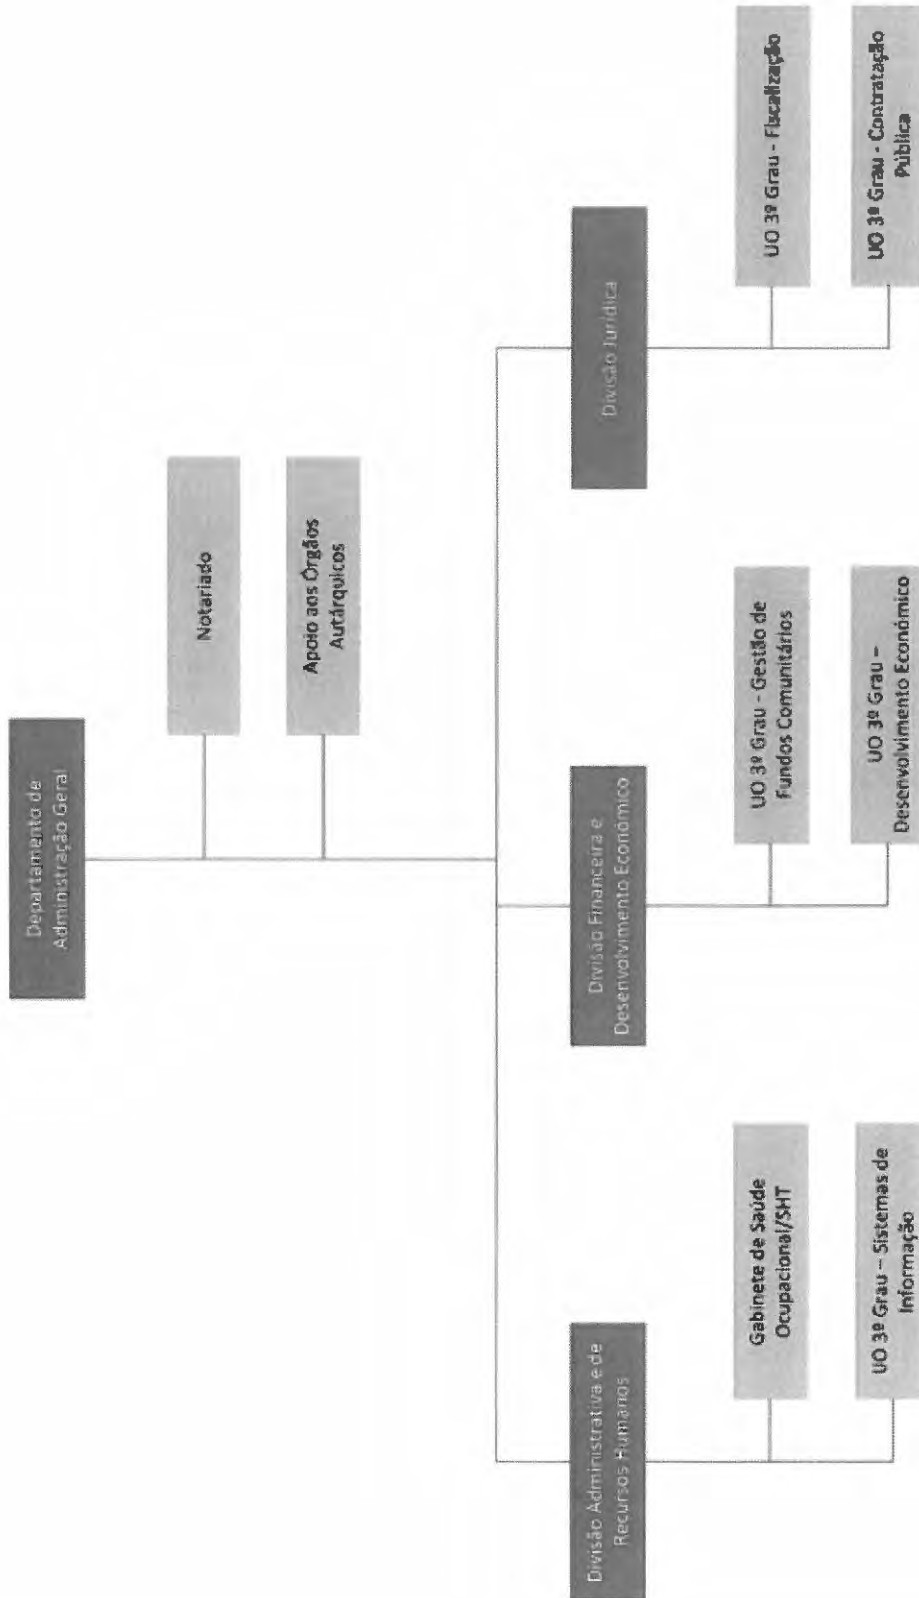 Departamento de
Administração Geral
Notariado
Apoio aos Órgãos
Autárquicos
Divisão Administrativa e de
Recursos Humanos
Divisão Financeira e
Desenvolvimento Económico
Divisão Jurídica
Gabinete de Saúde
Ocupacional/SHT
UO 3º Grau – Sistemas de
Informação
UO 3º Grau - Gestão de
Fundos Comunitários
UO 3º Grau –
Desenvolvimento Económico
UO 3º Grau - Fiscalização
UO 3º Grau - Contratação
Pública